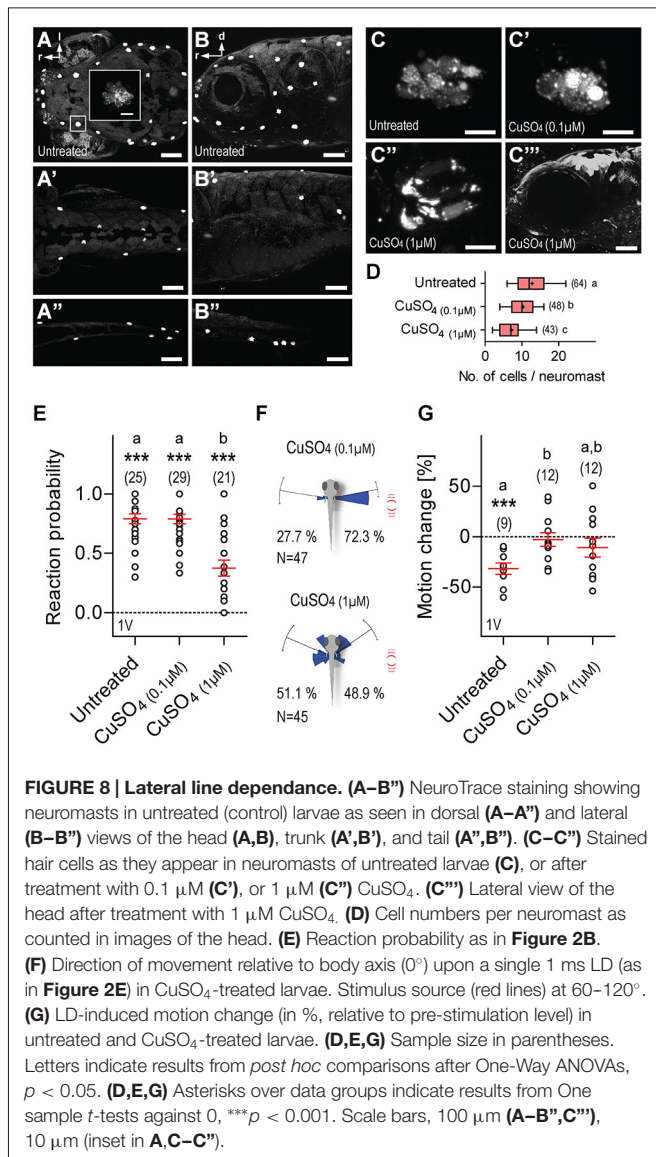 A
l
r
Untreated
B
d
r
Untreated
C
Untreated
C'
CuSO₄ (0.1µM)
A'
B'
C''
CuSO₄ (1µM)
C'''
CuSO₄ (1µM)
A''
B''
D
Untreated (64) a
CuSO₄ (0.1µM) (48) b
CuSO₄ (1µM) (43) c
0 10 20
No. of cells / neuromast
E
a a b
*** *** ***
(25) (29) (21)
Reaction probability
1.0
0.5
0.0
1V
Untreated
CuSO₄ (0.1µM)
CuSO₄ (1µM)
F
CuSO₄ (0.1µM)
27.7 % 72.3 %
N=47
CuSO₄ (1µM)
51.1 % 48.9 %
N=45
G
a b a,b
***
(9) (12) (12)
Motion change [%]
50
0
-50
1V
Untreated
CuSO₄ (0.1µM)
CuSO₄ (1µM)
FIGURE 8 | Lateral line dependance. (A–B”) NeuroTrace staining showing
neuromasts in untreated (control) larvae as seen in dorsal (A–A”) and lateral
(B–B”) views of the head (A,B), trunk (A’,B’), and tail (A”,B”). (C–C”) Stained
hair cells as they appear in neuromasts of untreated larvae (C), or after
treatment with 0.1 µM (C’), or 1 µM (C”) CuSO₄. (C”’) Lateral view of the
head after treatment with 1 µM CuSO₄. (D) Cell numbers per neuromast as
counted in images of the head. (E) Reaction probability as in Figure 2B.
(F) Direction of movement relative to body axis (0°) upon a single 1 ms LD (as
in Figure 2E) in CuSO₄-treated larvae. Stimulus source (red lines) at 60–120°.
(G) LD-induced motion change (in %, relative to pre-stimulation level) in
untreated and CuSO₄-treated larvae. (D,E,G) Sample size in parentheses.
Letters indicate results from post hoc comparisons after One-Way ANOVAs,
p < 0.05. (D,E,G) Asterisks over data groups indicate results from One
sample t-tests against 0, ***p < 0.001. Scale bars, 100 µm (A–B”,C”’),
10 µm (inset in A,C–C”).